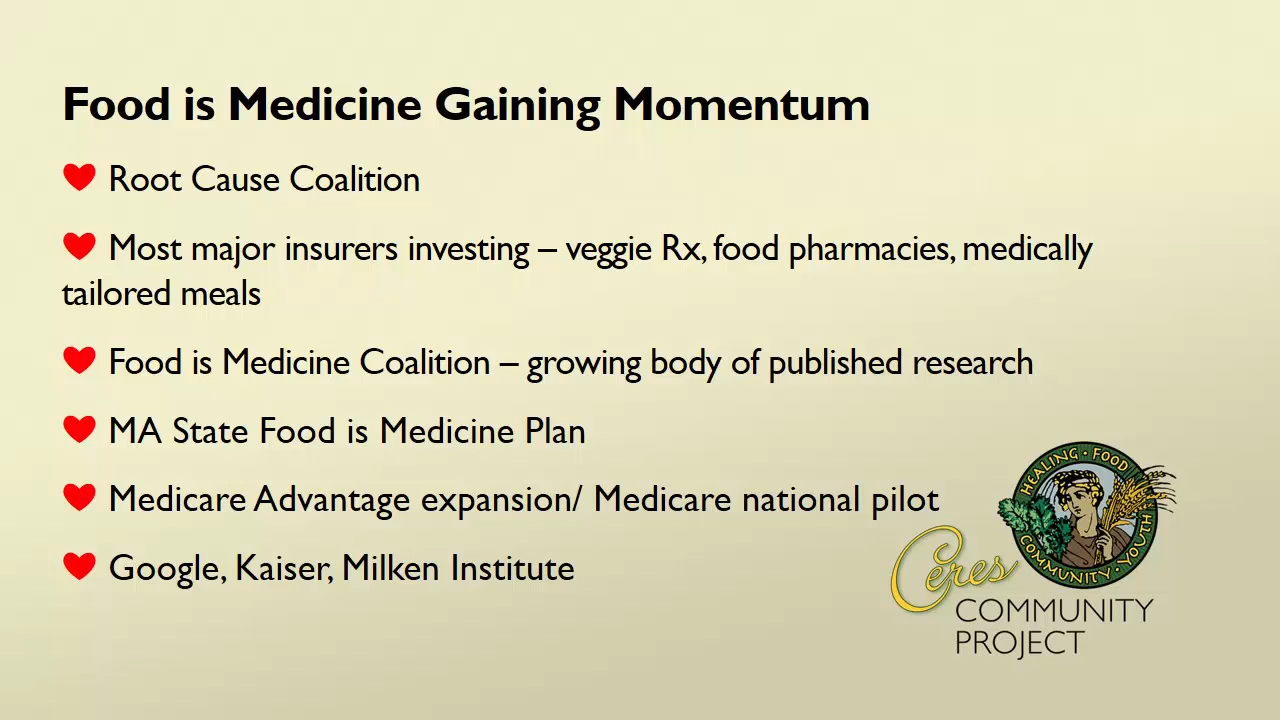 Food is Medicine Gaining Momentum
Root Cause Coalition
Most major insurers investing – veggie Rx, food pharmacies, medically
tailored meals
Food is Medicine Coalition – growing body of published research
MA State Food is Medicine Plan
Medicare Advantage expansion/ Medicare national pilot
Google, Kaiser, Milken Institute
HEALING · FOOD
COMMUNITY · YOUTH
Ceres
COMMUNITY
PROJECT